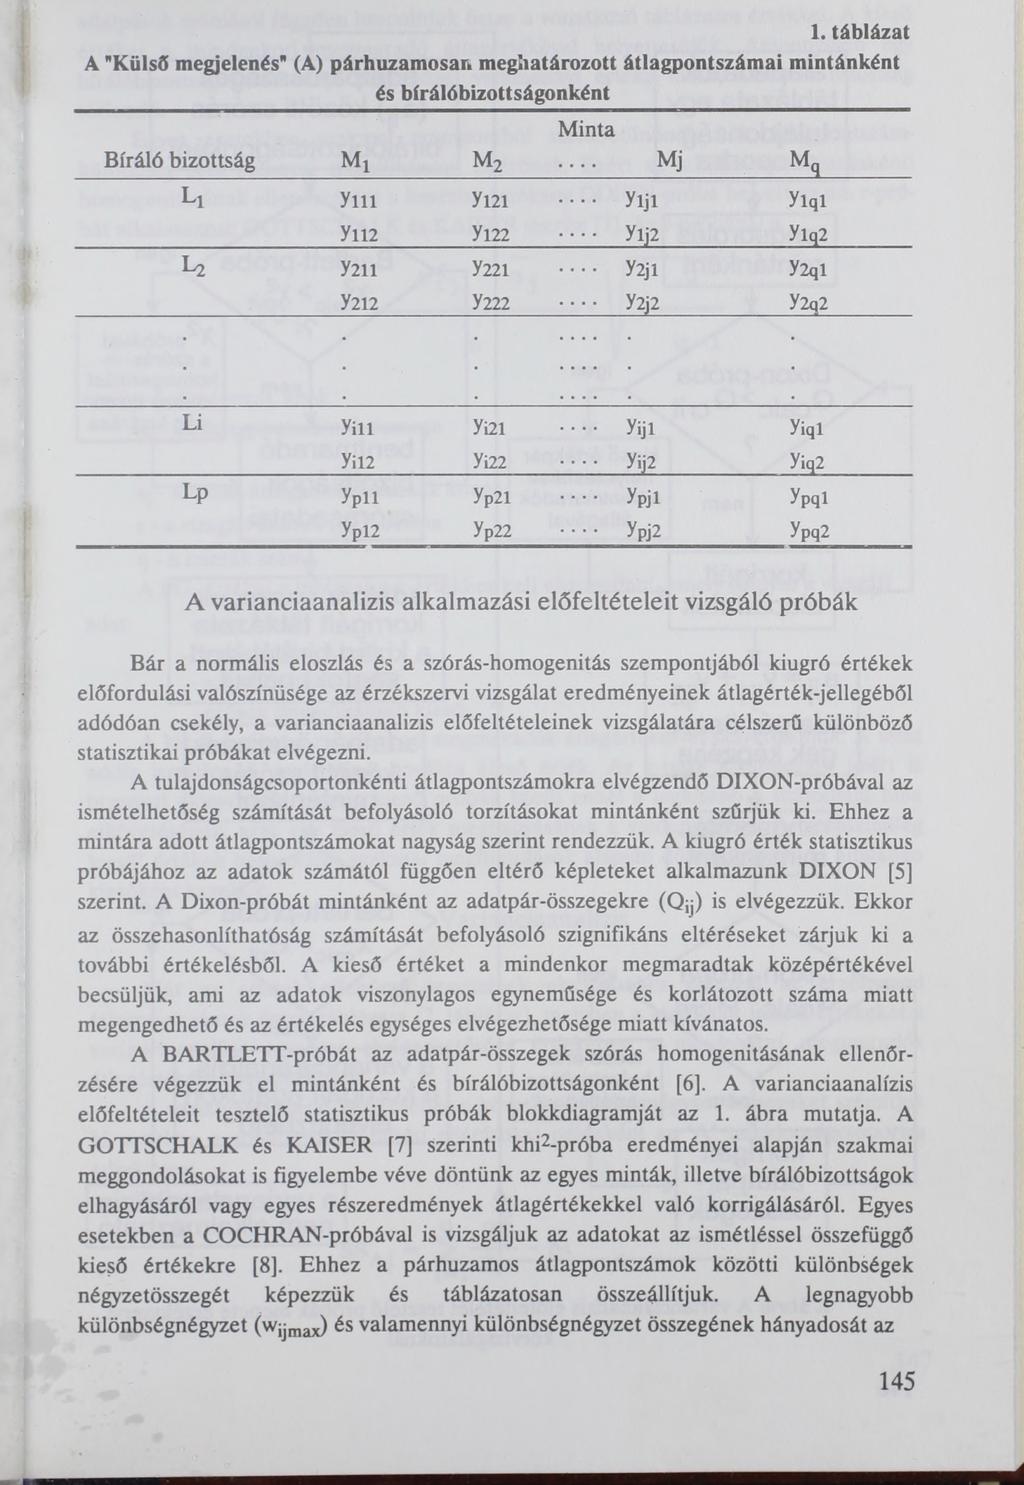 1. táblázat
A "Külső megjelenés" (A) párhuzamosan meghatározott átlagpontszámai mintánként
és bírálóbizottságonként
Minta
Bíráló bizottság M1 M2 .... Mj Mq
L1 y111 y121 .... y1j1 y1q1
y112 y122 .... y1j2 y1q2
L2 y211 y221 .... y2j1 y2q1
y212 y222 .... y2j2 y2q2
. . . .... . .
. . . .... . .
. . . .... . .
Li yi11 yi21 .... yij1 yiq1
yi12 yi22 .... yij2 yiq2
Lp yp11 yp21 .... ypj1 ypq1
yp12 yp22 .... ypj2 ypq2
A varianciaanalizis alkalmazási előfeltételeit vizsgáló próbák
Bár a normális eloszlás és a szórás-homogenitás szempontjából kiugró értékek
előfordulási valószínüsége az érzékszervi vizsgálat eredményeinek átlagérték-jellegéből
adódóan csekély, a varianciaanalizis előfeltételeinek vizsgálatára célszerű különböző
statisztikai próbákat elvégezni.
A tulajdonságcsoportonkénti átlagpontszámokra elvégzendő DIXON-próbával az
ismételhetőség számítását befolyásoló torzításokat mintánként szűrjük ki. Ehhez a
mintára adott átlagpontszámokat nagyság szerint rendezzük. A kiugró érték statisztikus
próbájához az adatok számától függően eltérő képleteket alkalmazunk DIXON [5]
szerint. A Dixon-próbát mintánként az adatpár-összegekre (Qij) is elvégezzük. Ekkor
az összehasonlíthatóság számítását befolyásoló szignifikáns eltéréseket zárjuk ki a
további értékelésből. A kieső értéket a mindenkor megmaradtak középértékével
becsüljük, ami az adatok viszonylagos egyneműsége és korlátozott száma miatt
megengedhető és az értékelés egységes elvégezhetősége miatt kívánatos.
A BARTLETT-próbát az adatpár-összegek szórás homogenitásának ellenőr-
zésére végezzük el mintánként és bírálóbizottságonként [6]. A varianciaanalízis
előfeltételeit tesztelő statisztikus próbák blokkdiagramját az 1. ábra mutatja. A
GOTTSCHALK és KAISER [7] szerinti khi²-próba eredményei alapján szakmai
meggondolásokat is figyelembe véve döntünk az egyes minták, illetve bírálóbizottságok
elhagyásáról vagy egyes részeredmények átlagértékekkel való korrigálásáról. Egyes
esetekben a COCHRAN-próbával is vizsgáljuk az adatokat az ismétléssel összefüggő
kieső értékekre [8]. Ehhez a párhuzamos átlagpontszámok közötti különbségek
négyzetösszegét képezzük és táblázatosan összeállítjuk. A legnagyobb
különbségnégyzet (wijmax) és valamennyi különbségnégyzet összegének hányadosát az
145